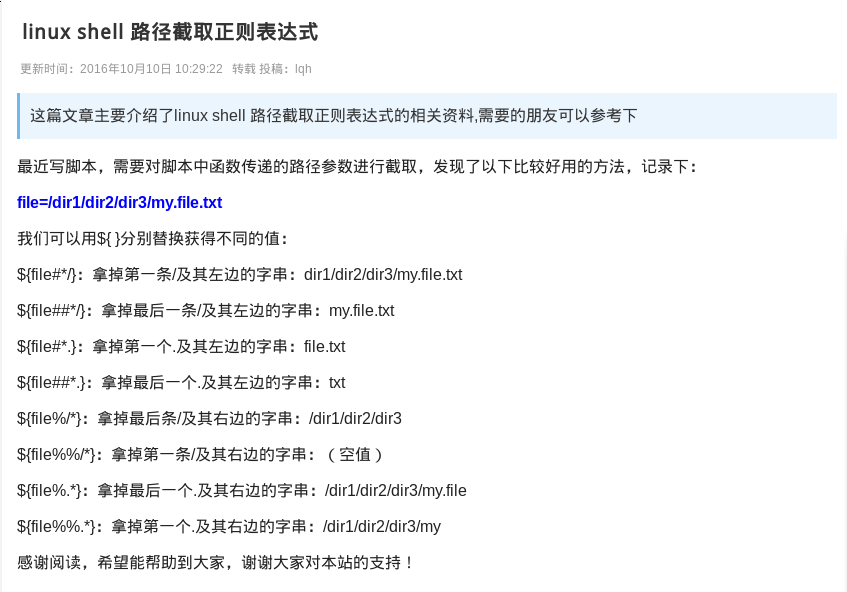 linux shell 路径截取正则表达式
更新时间：2016年10月10日 10:29:22 转载 投稿：lqh
这篇文章主要介绍了linux shell 路径截取正则表达式的相关资料,需要的朋友可以参考下
最近写脚本，需要对脚本中函数传递的路径参数进行截取，发现了以下比较好用的方法，记录下：
file=/dir1/dir2/dir3/my.file.txt
我们可以用${ }分别替换获得不同的值：
${file#*/}：拿掉第一条/及其左边的字串：dir1/dir2/dir3/my.file.txt
${file##*/}：拿掉最后一条/及其左边的字串：my.file.txt
${file#*.}：拿掉第一个.及其左边的字串：file.txt
${file##*.}：拿掉最后一个.及其左边的字串：txt
${file%/*}：拿掉最后条/及其右边的字串：/dir1/dir2/dir3
${file%%/*}：拿掉第一条/及其右边的字串：（空值）
${file%.*}：拿掉最后一个.及其右边的字串：/dir1/dir2/dir3/my.file
${file%%.*}：拿掉第一个.及其右边的字串：/dir1/dir2/dir3/my
感谢阅读，希望能帮助到大家，谢谢大家对本站的支持！